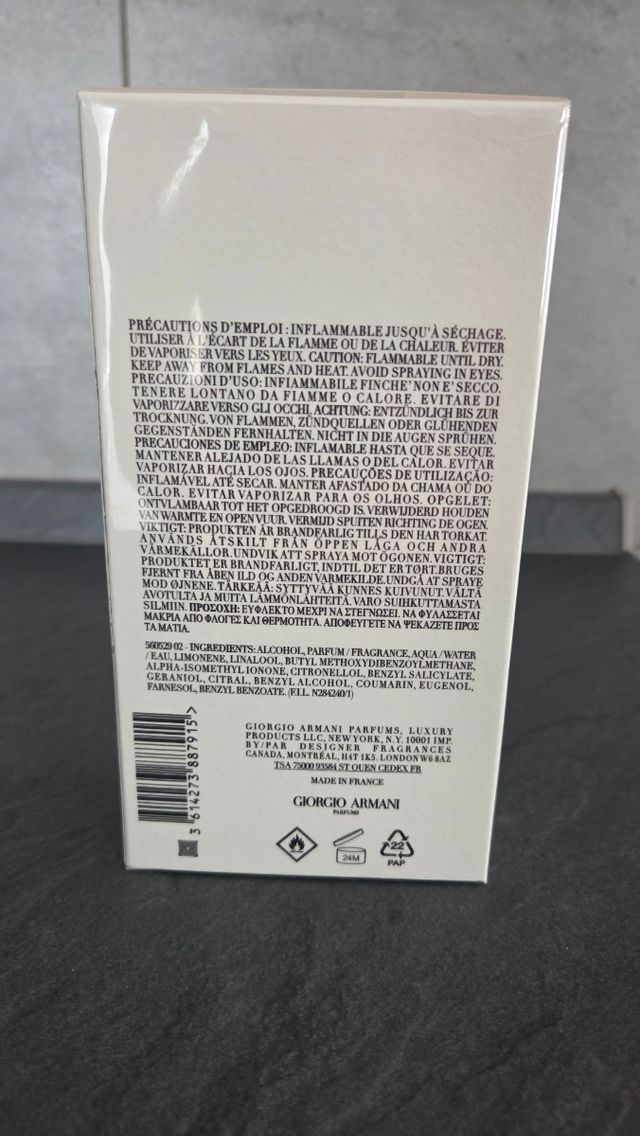 PRÉCAUTIONS D'EMPLOI : INFLAMMABLE JUSQU'À SÉCHAGE.
UTILISER À L'ÉCART DE LA FLAMME OU DE LA CHALEUR. ÉVITER
DE VAPORISER VERS LES YEUX. CAUTION: FLAMMABLE UNTIL DRY.
KEEP AWAY FROM FLAMES AND HEAT. AVOID SPRAYING IN EYES.
PRECAUZIONI D'USO: INFIAMMABILE FINCHE' NON E' SECCO.
TENERE LONTANO DA FIAMME O CALORE. EVITARE DI
VAPORIZZARE VERSO GLI OCCHI. ACHTUNG: ENTZÜNDLICH BIS ZUR
TROCKNUNG. VON FLAMMEN, ZÜNDQUELLEN ODER GLÜHENDEN
GEGENSTÄNDEN FERNHALTEN. NICHT IN DIE AUGEN SPRÜHEN.
PRECAUCIONES DE EMPLEO: INFLAMABLE HASTA QUE SE SEQUE.
MANTENER ALEJADO DE LAS LLAMAS O DEL CALOR. EVITAR
VAPORIZAR HACIA LOS OJOS. PRECAUÇÕES DE UTILIZAÇÃO:
INFLAMÁVEL ATÉ SECAR. MANTER AFASTADO DA CHAMA OU DO
CALOR. EVITAR VAPORIZAR PARA OS OLHOS. OPGELET:
ONTVLAMBAAR TOT HET OPGEDROOGD IS. VERWIJDERD HOUDEN
VAN WARMTE EN OPEN VUUR. VERMIJD SPUITEN RICHTING DE OGEN.
VIKTIGT: PRODUKTEN ÄR BRANDFARLIG TILLS DEN HAR TORKAT.
ANVÄNDS ÅTSKILT FRÅN ÖPPEN LÅGA OCH ANDRA
VÄRMEKÄLLOR. UNDVIK ATT SPRAYA MOT ÖGONEN. VIGTIGT:
PRODUKTET ER BRANDFARLIGT, INDTIL DET ER TØRT. BRUGES
FJERNT FRA ÅBEN ILD OG ANDEN VARMEKILDE. UNDGÅ AT SPRAYE
MOD ØJNENE. TÄRKEÄÄ: SYTTYVÄÄ KUNNES KUIVUNUT. VÄLTÄ
AVOTULTA JA MUITA LÄMMÖNLÄHTEITÄ. VARO SUIHKUTTAMASTA
SILMIIN. ΠΡΟΣΟΧΗ: ΕΥΦΛΕΚΤΟ ΜΕΧΡΙ ΝΑ ΣΤΕΓΝΩΣΕΙ. ΝΑ ΦΥΛΑΣΣΕΤΑΙ
ΜΑΚΡΙΑ ΑΠΟ ΦΛΟΓΕΣ ΚΑΙ ΘΕΡΜΟΤΗΤΑ. ΑΠΟΦΕΥΓΕΤΕ ΝΑ ΨΕΚΑΖΕΤΕ ΠΡΟΣ
ΤΑ ΜΑΤΙΑ.
560529 02 - INGREDIENTS: ALCOHOL, PARFUM / FRAGRANCE, AQUA / WATER
/ EAU, LIMONENE, LINALOOL, BUTYL METHOXYDIBENZOYLMETHANE,
ALPHA-ISOMETHYL IONONE, CITRONELLOL, BENZYL SALICYLATE,
GERANIOL, CITRAL, BENZYL ALCOHOL, COUMARIN, EUGENOL,
FARNESOL, BENZYL BENZOATE. (F.I.L. N284240/1)
GIORGIO ARMANI PARFUMS, LUXURY
PRODUCTS LLC, NEW YORK, N.Y. 10001 IMP.
BY/PAR DESIGNER FRAGRANCES
CANADA, MONTRÉAL, H4T 1K5. LONDON W6 8AZ
TSA 75000 93584 ST OUEN CEDEX FR
MADE IN FRANCE
GIORGIO ARMANI
PARFUMS
3 614273 887915 >
24M
22
PAP